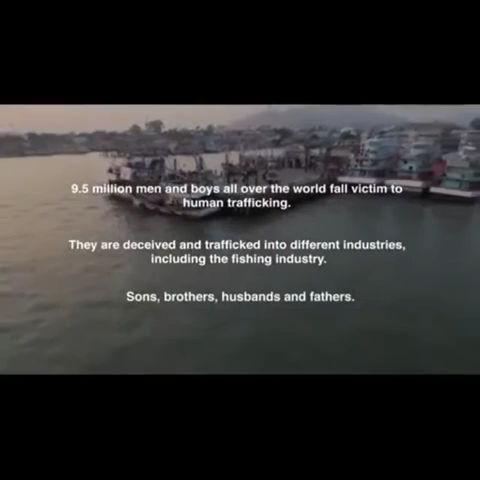 9.5 million men and boys all over the world fall victim to
human trafficking.
They are deceived and trafficked into different industries,
including the fishing industry.
Sons, brothers, husbands and fathers.